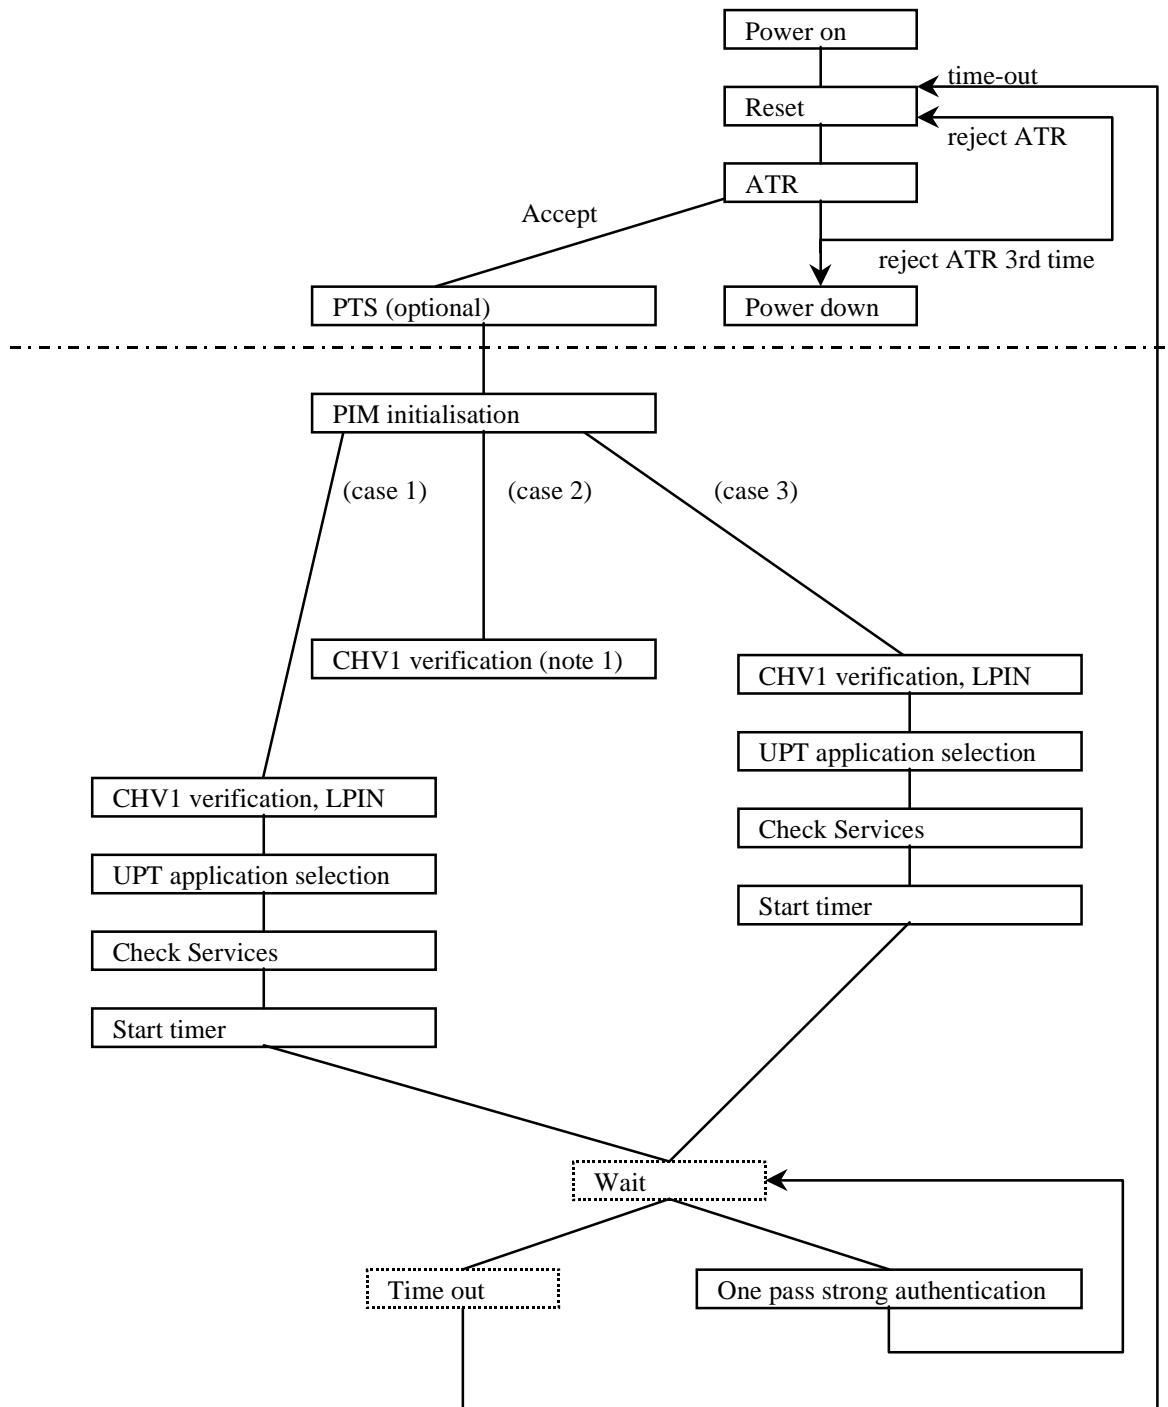 Power on
time-out
Reset
reject ATR
ATR
Accept
reject ATR 3rd time
PTS (optional)
Power down
PIM initialisation
(case 1)
(case 2)
(case 3)
CHV1 verification (note 1)
CHV1 verification, LPIN
UPT application selection
CHV1 verification, LPIN
Check Services
UPT application selection
Start timer
Check Services
Start timer
Wait
Time out
One pass strong authentication